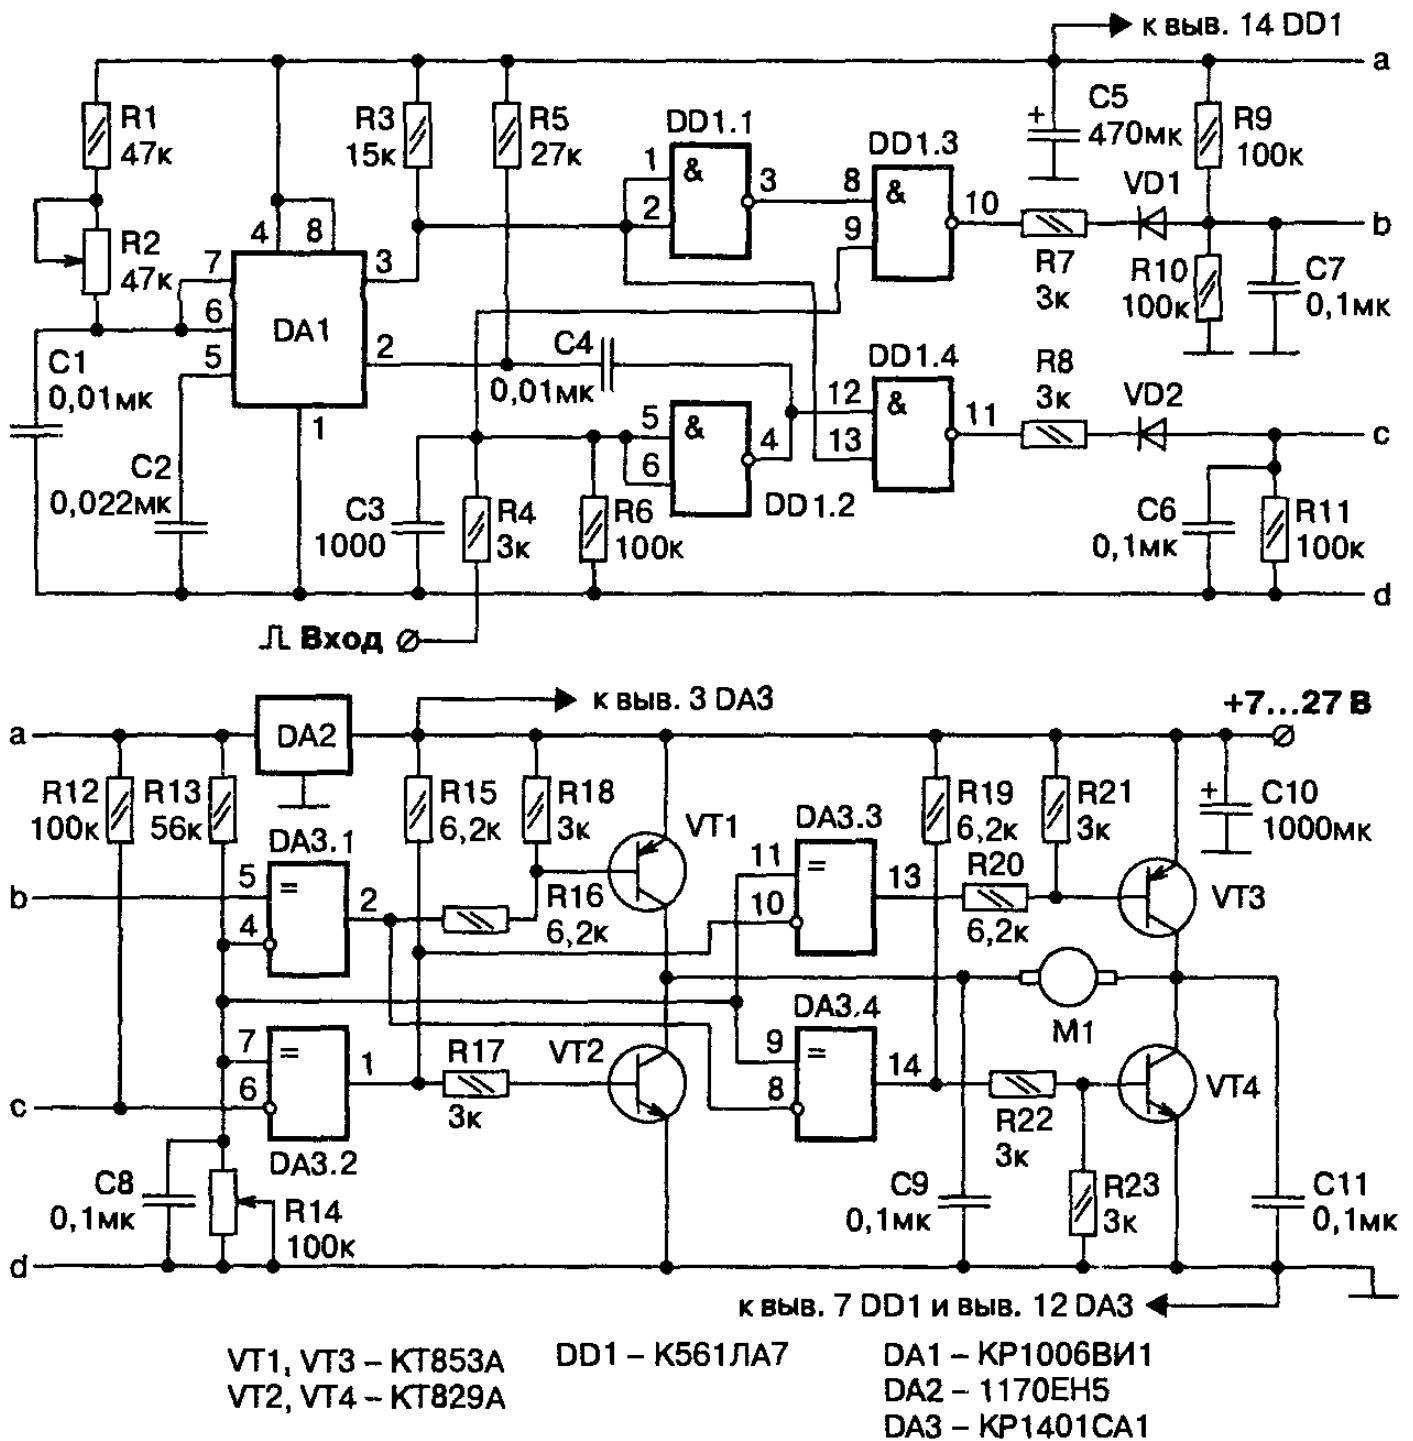 к выв. 14 DD1
a
R1
47к
R3
15к
R5
27к
DD1.1
C5
+
470мк
R9
100к
DD1.3
1
&
3
2
8
&
10
9
VD1
b
R2
47к
4
8
7
3
6
DA1
5
2
1
R7
3к
R10
100к
C7
0,1мк
C1
0,01мк
C4
0,01мк
DD1.4
R8
3к
VD2
12
&
11
13
c
5
&
4
6
DD1.2
C2
0,022мк
C3
1000
R4
3к
R6
100к
C6
0,1мк
R11
100к
d
Вход
к выв. 3 DA3
+7...27 В
a
DA2
R12
100к
R13
56к
R15
6,2к
R18
3к
VT1
R19
6,2к
R21
3к
+
C10
1000мк
DA3.1
DA3.3
b
5
=
2
4
R16
6,2к
11
=
13
10
R20
6,2к
VT3
M1
DA3.4
7
=
1
6
R17
3к
VT2
9
=
14
8
R22
3к
VT4
c
DA3.2
C8
0,1мк
R14
100к
C9
0,1мк
R23
3к
C11
0,1мк
d
к выв. 7 DD1 и выв. 12 DA3
VT1, VT3 – КТ853А
DD1 – К561ЛА7
DA1 – КР1006ВИ1
VT2, VT4 – КТ829А
DA2 – 1170ЕН5
DA3 – КР1401СА1